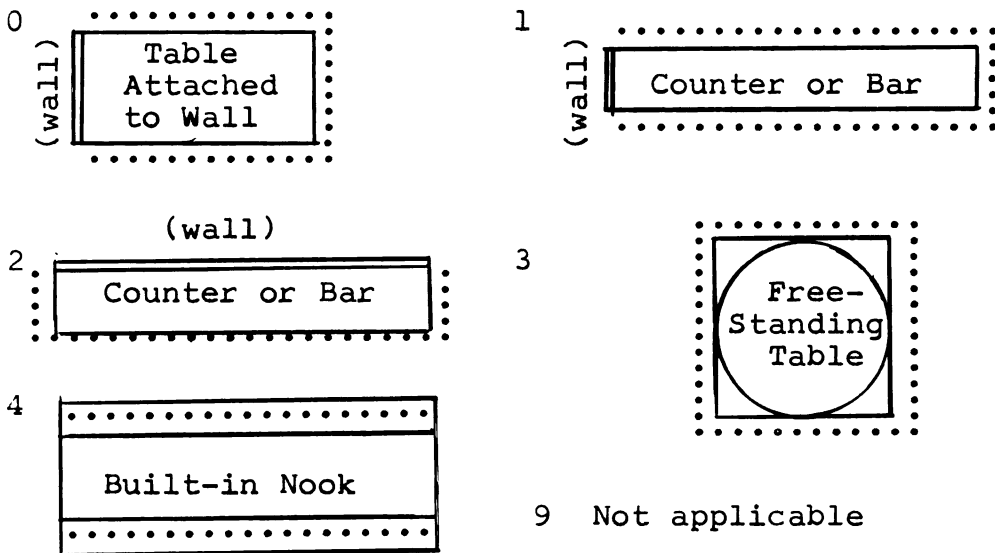 0
(wall)
Table
Attached
to Wall
1
(wall)
Counter or Bar
2
(wall)
Counter or Bar
3
Free-
Standing
Table
4
Built-in Nook
9 Not applicable